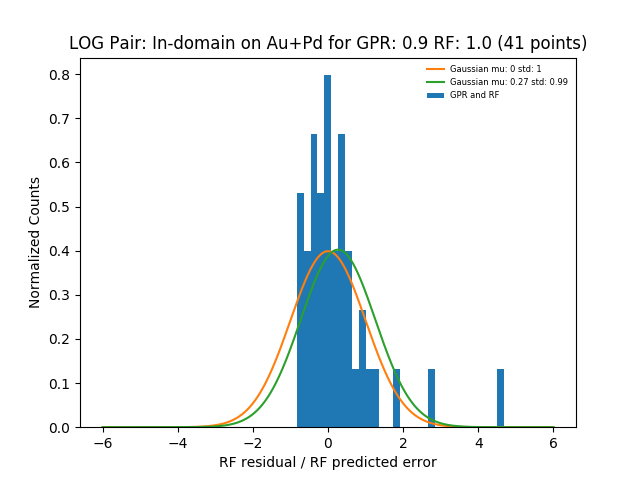 LOG Pair: In-domain on Au+Pd for GPR: 0.9 RF: 1.0 (41 points)
Gaussian mu: 0 std: 1
Gaussian mu: 0.27 std: 0.99
GPR and RF
Normalized Counts
0.8
0.7
0.6
0.5
0.4
0.3
0.2
0.1
0.0
−6 −4 −2 0 2 4 6
RF residual / RF predicted error